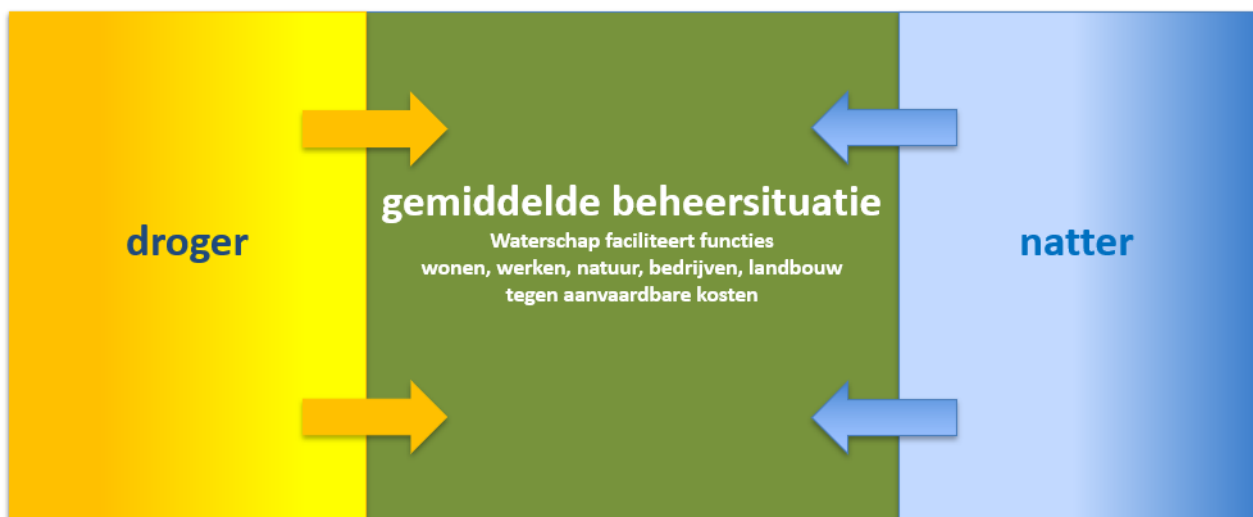 droger
gemiddelde beheersituatie
Waterschap faciliteert functies
wonen, werken, natuur, bedrijven, landbouw
tegen aanvaardbare kosten
natter